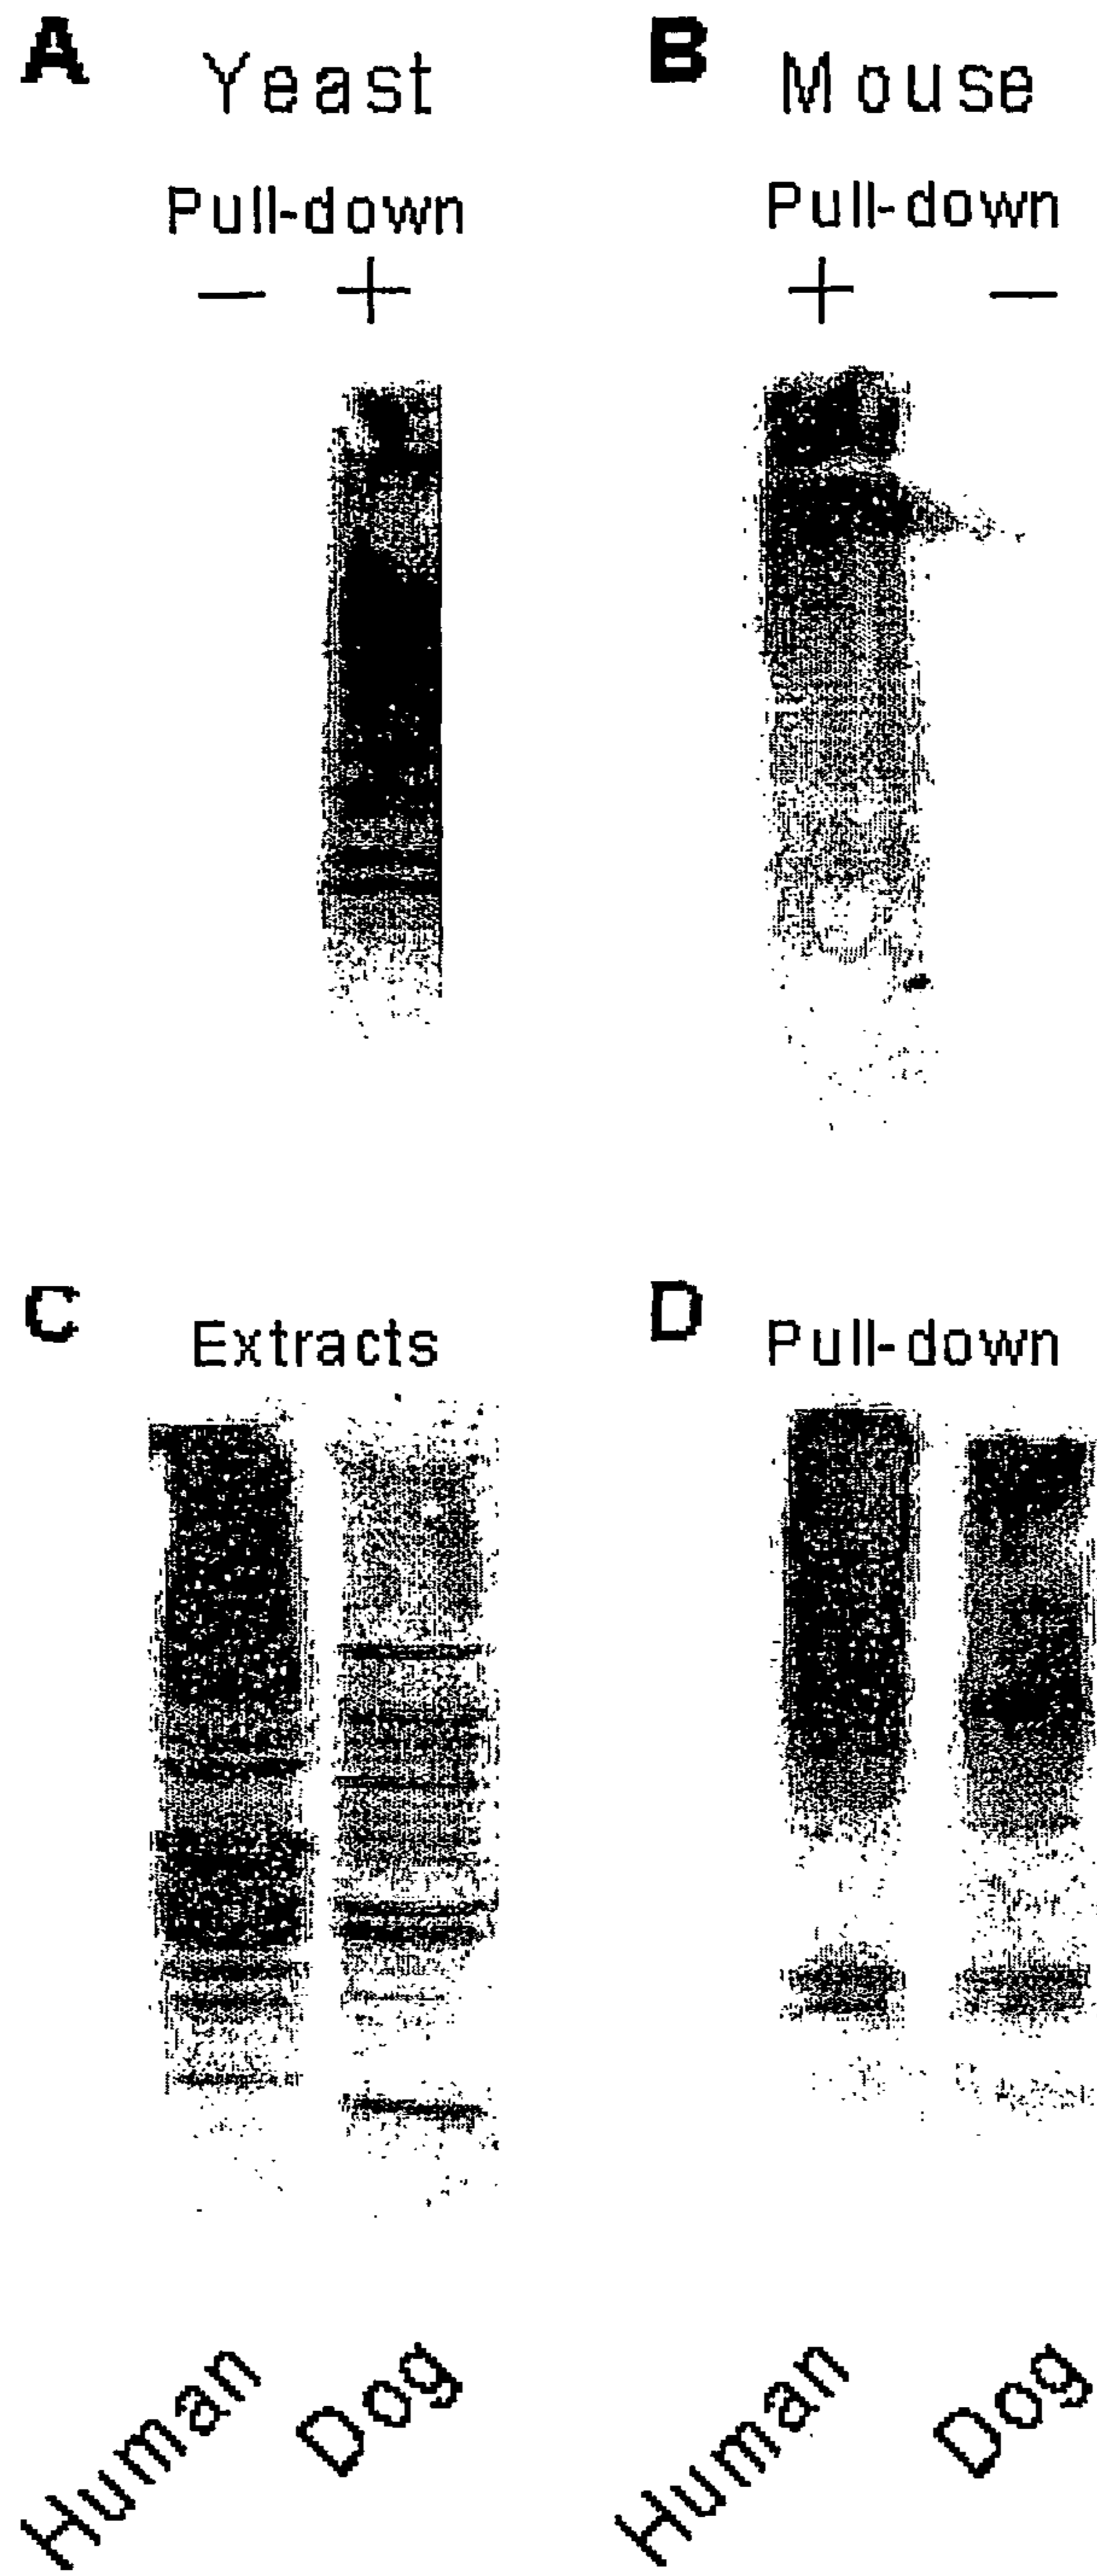 A Yeast
Pull-down
— +
B Mouse
Pull-down
+ —
C Extracts
Human Dog
D Pull-down
Human Dog